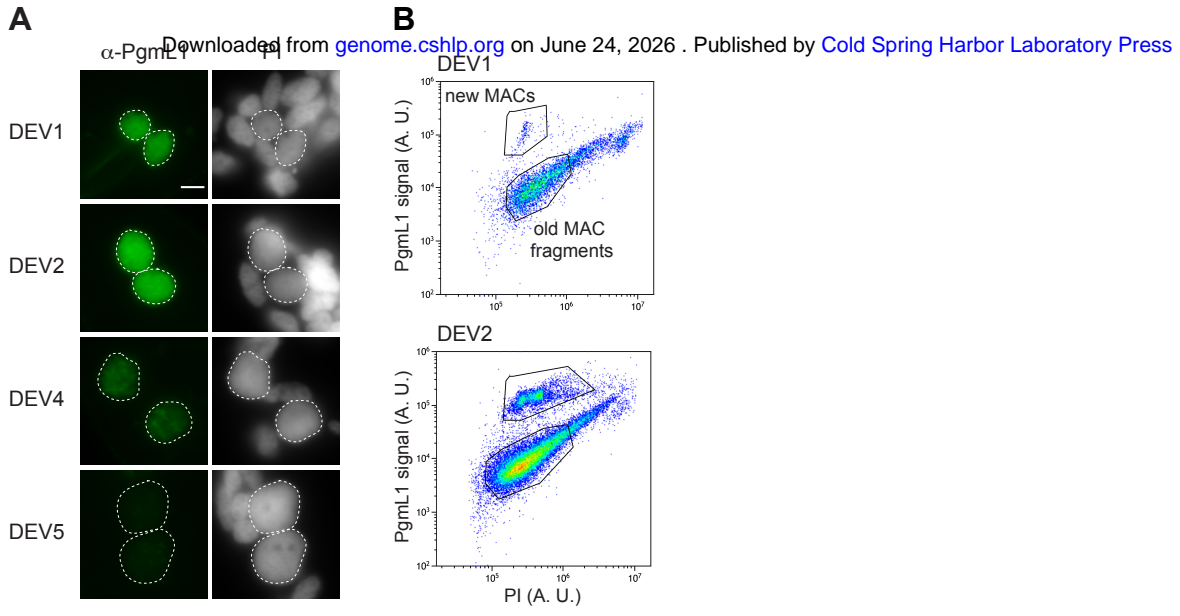 A
B
α-PgmL1
PI
Downloaded from genome.cshlp.org on June 24, 2026 . Published by Cold Spring Harbor Laboratory Press
DEV1
DEV2
DEV4
DEV5
DEV1
new MACs
old MAC
fragments
PgmL1 signal (A. U.)
10⁶
10⁵
10⁴
10³
10²
10⁵
10⁶
10⁷
DEV2
PgmL1 signal (A. U.)
10⁶
10⁵
10⁴
10³
10²
10⁵
10⁶
10⁷
PI (A. U.)